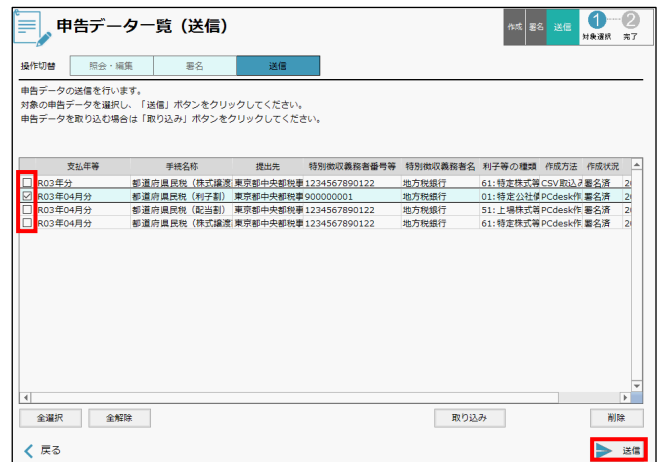 申告データ一覧（送信）
作成 署名 送信 1 対象選択 2 完了
操作切替 照会・編集 署名 送信
申告データの送信を行います。
対象の申告データを選択し、「送信」ボタンをクリックしてください。
申告データを取り込む場合は「取り込み」ボタンをクリックしてください。
支払年等 手続名称 提出先 特別徴収義務者番号等 特別徴収義務者名 利子等の種類 作成方法 作成状況
R03年分 都道府県民税（株式譲渡 東京都中央都税事 1234567890122 地方税銀行 61:特定株式等 CSV取込み 署名済 2
R03年04月分 都道府県民税（利子割） 東京都中央都税事 900000001 地方税銀行 01:特定公社債 PCdesk作 署名済 2
R03年04月分 都道府県民税（配当割） 東京都中央都税事 1234567890122 地方税銀行 51:上場株式等 PCdesk作 署名済 2
R03年04月分 都道府県民税（株式譲渡 東京都中央都税事 1234567890122 地方税銀行 61:特定株式等 PCdesk作 署名済 2
全選択 全解除 取り込み 削除
戻る 送信